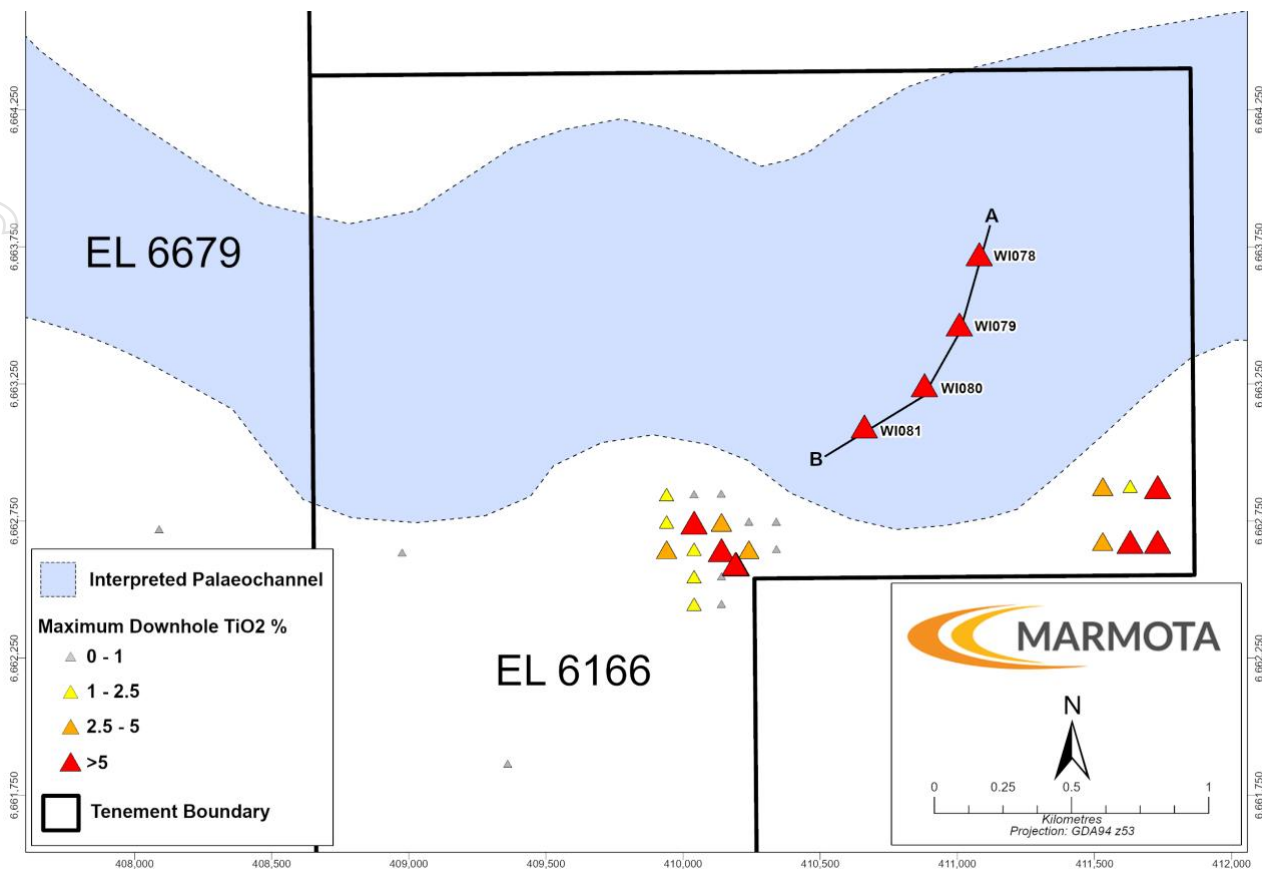 EL 6679
A
WI078
WI079
WI080
WI081
B
EL 6166
Interpreted Palaeochannel
Maximum Downhole TiO2 %
0 - 1
1 - 2.5
2.5 - 5
>5
Tenement Boundary
MARMOTA
N
0 0.25 0.5 1
Kilometres
Projection: GDA94 z53
6,664,250
6,663,750
6,663,250
6,662,750
6,662,250
6,661,750
6,664,250
6,663,750
6,663,250
6,662,750
6,662,250
6,661,750
408,000 408,500 409,000 409,500 410,000 410,500 411,000 411,500 412,000